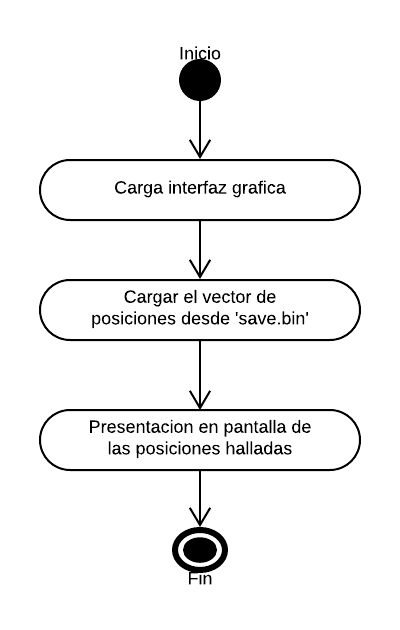 Inicio
Carga interfaz grafica
Cargar el vector de
posiciones desde 'save.bin'
Presentacion en pantalla de
las posiciones halladas
Fin